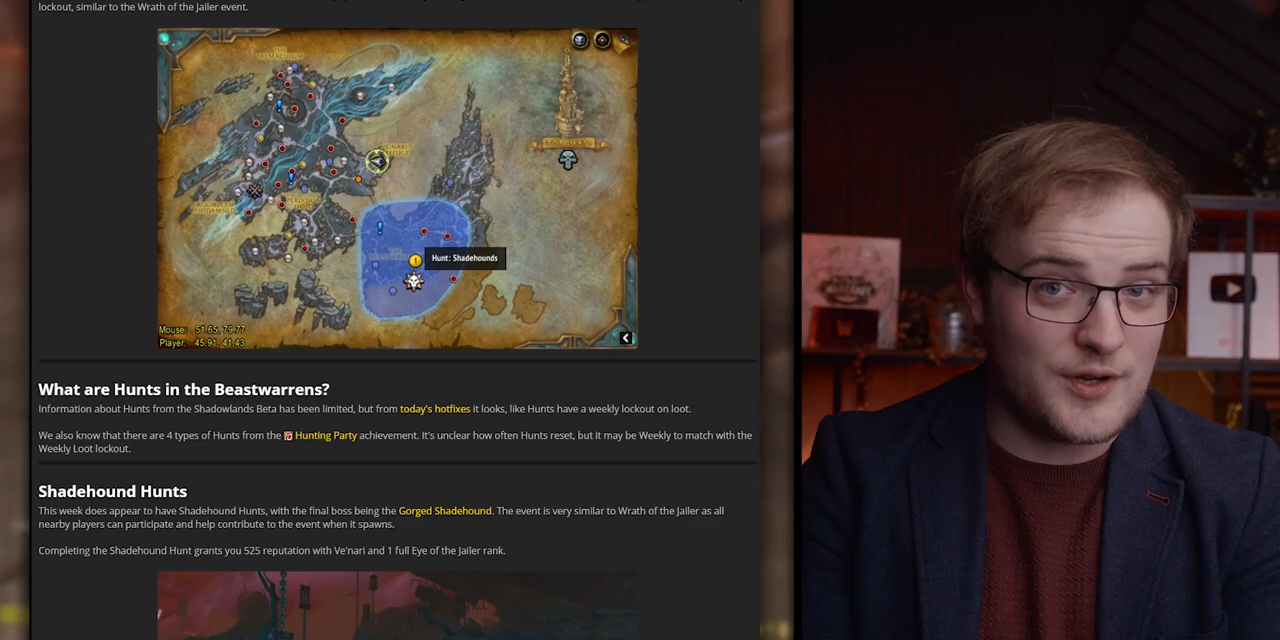 lockout, similar to the Wrath of the Jailer event.
THE
TREMACULUM
VE'NARI'S
REFUGE
PERDITION
HOLD
Hunt: Shadehounds
Mouse: 51.65, 79.77
Player: 45.91, 41.43
What are Hunts in the Beastwarrens?
Information about Hunts from the Shadowlands Beta has been limited, but from today's hotfixes it looks, like Hunts have a weekly lockout on loot.
We also know that there are 4 types of Hunts from the Hunting Party achievement. It's unclear how often Hunts reset, but it may be Weekly to match with the
Weekly Loot lockout.
Shadehound Hunts
This week does appear to have Shadehound Hunts, with the final boss being the Gorged Shadehound. The event is very similar to Wrath of the Jailer as all
nearby players can participate and help contribute to the event when it spawns.
Completing the Shadehound Hunt grants you 525 reputation with Ve'nari and 1 full Eye of the Jailer rank.